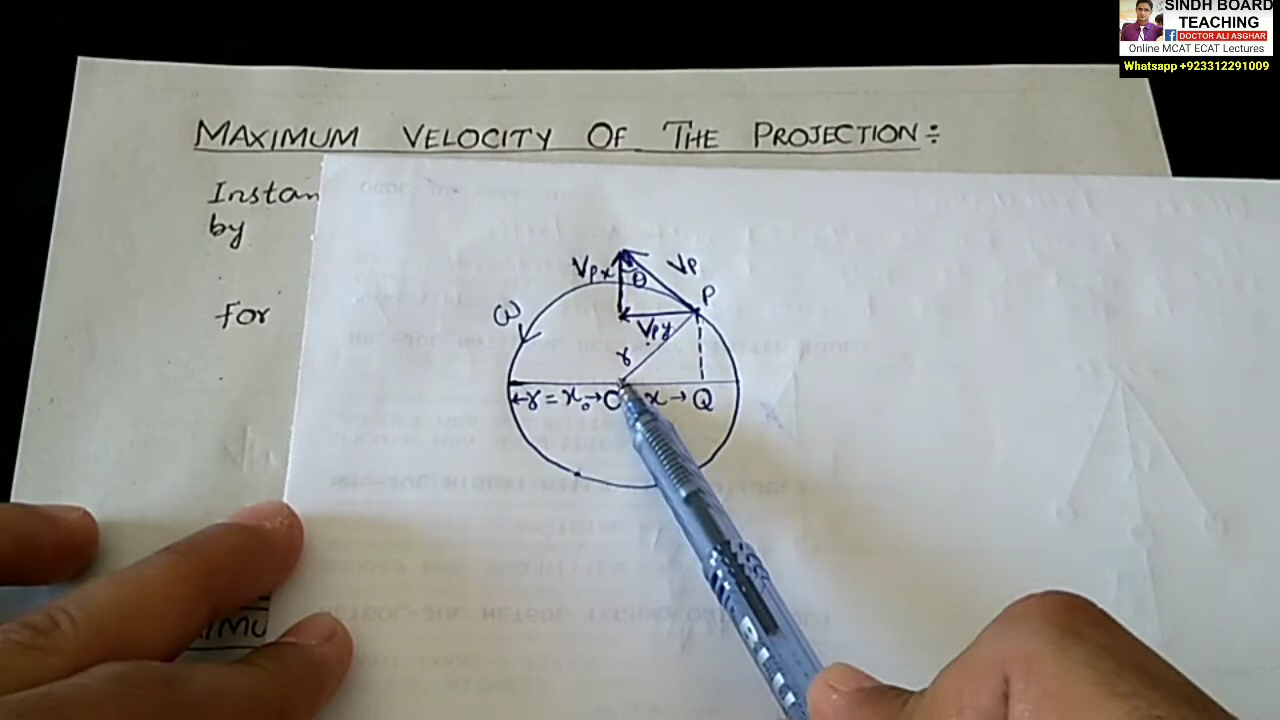 SINDH BOARD
TEACHING
f DOCTOR ALI ASGHAR
Online MCAT ECAT Lectures
Whatsapp +923312291009
MAXIMUM VELOCITY OF THE PROJECTION:
Instan
by
For
Vpx
θ
Vp
P
ω
Vpy
r
r = x₀
O
x
Q
XIMU